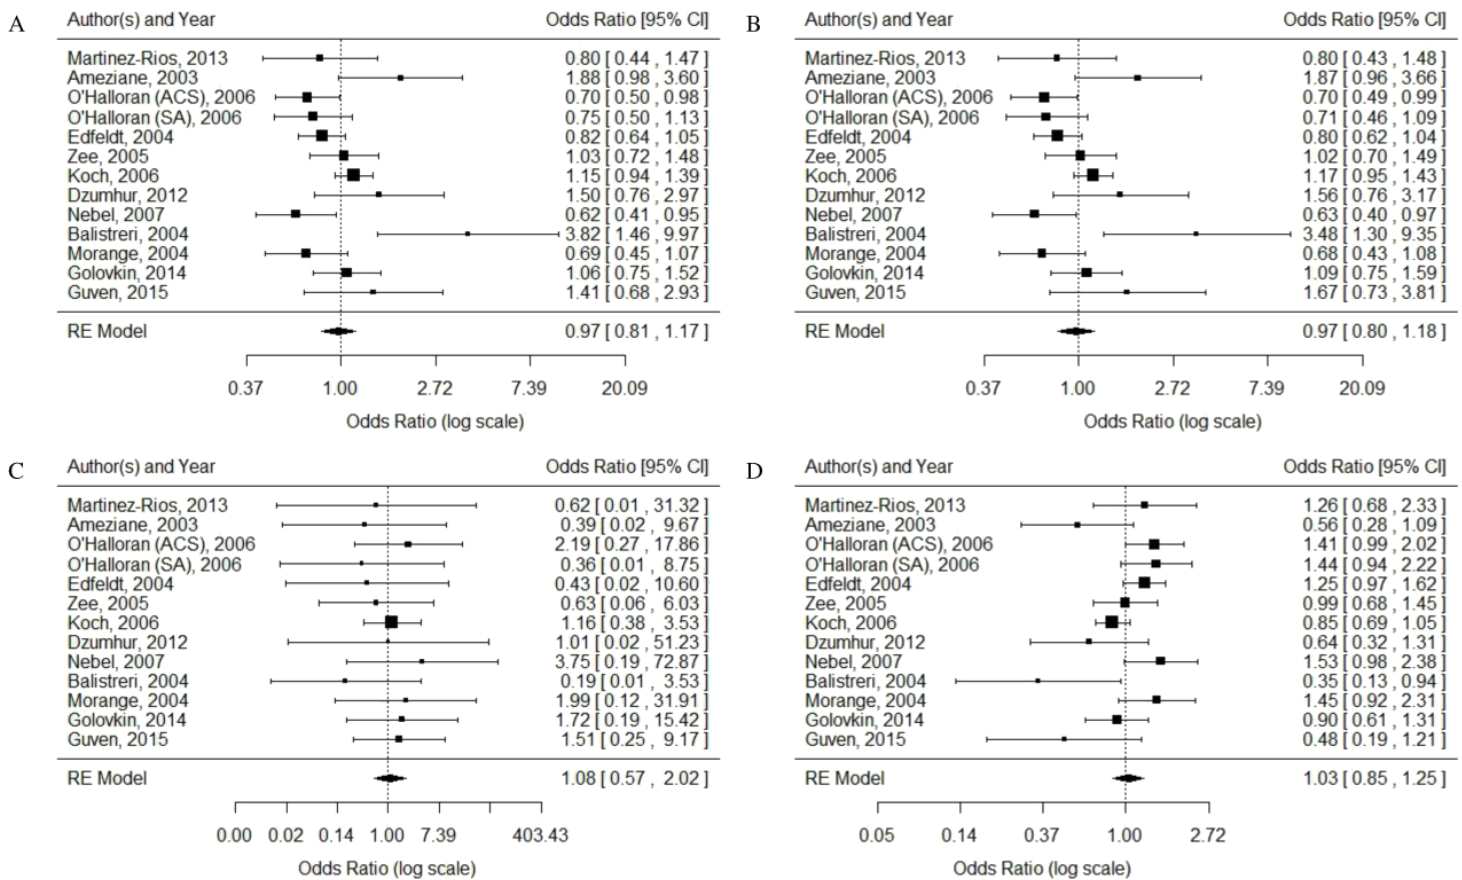 A
Author(s) and Year Odds Ratio [95% CI]
Martinez-Rios, 2013 0.80 [ 0.44 , 1.47 ]
Ameziane, 2003 1.88 [ 0.98 , 3.60 ]
O'Halloran (ACS), 2006 0.70 [ 0.50 , 0.98 ]
O'Halloran (SA), 2006 0.75 [ 0.50 , 1.13 ]
Edfeldt, 2004 0.82 [ 0.64 , 1.05 ]
Zee, 2005 1.03 [ 0.72 , 1.48 ]
Koch, 2006 1.15 [ 0.94 , 1.39 ]
Dzumhur, 2012 1.50 [ 0.76 , 2.97 ]
Nebel, 2007 0.62 [ 0.41 , 0.95 ]
Balistreri, 2004 3.82 [ 1.46 , 9.97 ]
Morange, 2004 0.69 [ 0.45 , 1.07 ]
Golovkin, 2014 1.06 [ 0.75 , 1.52 ]
Guven, 2015 1.41 [ 0.68 , 2.93 ]
RE Model 0.97 [ 0.81 , 1.17 ]
0.37 1.00 2.72 7.39 20.09
Odds Ratio (log scale)
B
Author(s) and Year Odds Ratio [95% CI]
Martinez-Rios, 2013 0.80 [ 0.43 , 1.48 ]
Ameziane, 2003 1.87 [ 0.96 , 3.66 ]
O'Halloran (ACS), 2006 0.70 [ 0.49 , 0.99 ]
O'Halloran (SA), 2006 0.71 [ 0.46 , 1.09 ]
Edfeldt, 2004 0.80 [ 0.62 , 1.04 ]
Zee, 2005 1.02 [ 0.70 , 1.49 ]
Koch, 2006 1.17 [ 0.95 , 1.43 ]
Dzumhur, 2012 1.56 [ 0.76 , 3.17 ]
Nebel, 2007 0.63 [ 0.40 , 0.97 ]
Balistreri, 2004 3.48 [ 1.30 , 9.35 ]
Morange, 2004 0.68 [ 0.43 , 1.08 ]
Golovkin, 2014 1.09 [ 0.75 , 1.59 ]
Guven, 2015 1.67 [ 0.73 , 3.81 ]
RE Model 0.97 [ 0.80 , 1.18 ]
0.37 1.00 2.72 7.39 20.09
Odds Ratio (log scale)
C
Author(s) and Year Odds Ratio [95% CI]
Martinez-Rios, 2013 0.62 [ 0.01 , 31.32 ]
Ameziane, 2003 0.39 [ 0.02 , 9.67 ]
O'Halloran (ACS), 2006 2.19 [ 0.27 , 17.86 ]
O'Halloran (SA), 2006 0.36 [ 0.01 , 8.75 ]
Edfeldt, 2004 0.43 [ 0.02 , 10.60 ]
Zee, 2005 0.63 [ 0.06 , 6.03 ]
Koch, 2006 1.16 [ 0.38 , 3.53 ]
Dzumhur, 2012 1.01 [ 0.02 , 51.23 ]
Nebel, 2007 3.75 [ 0.19 , 72.87 ]
Balistreri, 2004 0.19 [ 0.01 , 3.53 ]
Morange, 2004 1.99 [ 0.12 , 31.91 ]
Golovkin, 2014 1.72 [ 0.19 , 15.42 ]
Guven, 2015 1.51 [ 0.25 , 9.17 ]
RE Model 1.08 [ 0.57 , 2.02 ]
0.00 0.02 0.14 1.00 7.39 403.43
Odds Ratio (log scale)
D
Author(s) and Year Odds Ratio [95% CI]
Martinez-Rios, 2013 1.26 [ 0.68 , 2.33 ]
Ameziane, 2003 0.56 [ 0.28 , 1.09 ]
O'Halloran (ACS), 2006 1.41 [ 0.99 , 2.02 ]
O'Halloran (SA), 2006 1.44 [ 0.94 , 2.22 ]
Edfeldt, 2004 1.25 [ 0.97 , 1.62 ]
Zee, 2005 0.99 [ 0.68 , 1.45 ]
Koch, 2006 0.85 [ 0.69 , 1.05 ]
Dzumhur, 2012 0.64 [ 0.32 , 1.31 ]
Nebel, 2007 1.53 [ 0.98 , 2.38 ]
Balistreri, 2004 0.35 [ 0.13 , 0.94 ]
Morange, 2004 1.45 [ 0.92 , 2.31 ]
Golovkin, 2014 0.90 [ 0.61 , 1.31 ]
Guven, 2015 0.48 [ 0.19 , 1.21 ]
RE Model 1.03 [ 0.85 , 1.25 ]
0.05 0.14 0.37 1.00 2.72
Odds Ratio (log scale)